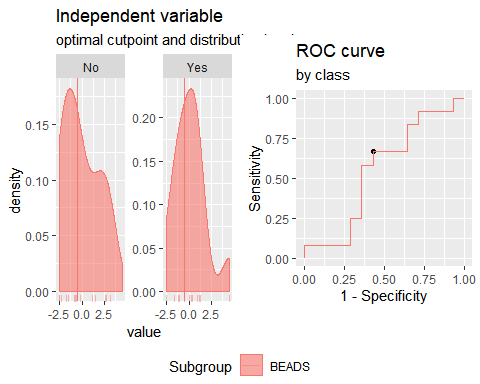 Independent variable
optimal cutpoint and distribut
No
Yes
0.15
0.10
0.05
0.00
0.20
0.15
0.10
0.05
0.00
density
-2.5 0.0 2.5
-2.5 0.0 2.5
value
ROC curve
by class
1.00
0.75
0.50
0.25
0.00
Sensitivity
0.00 0.25 0.50 0.75 1.00
1 - Specificity
Subgroup
BEADS